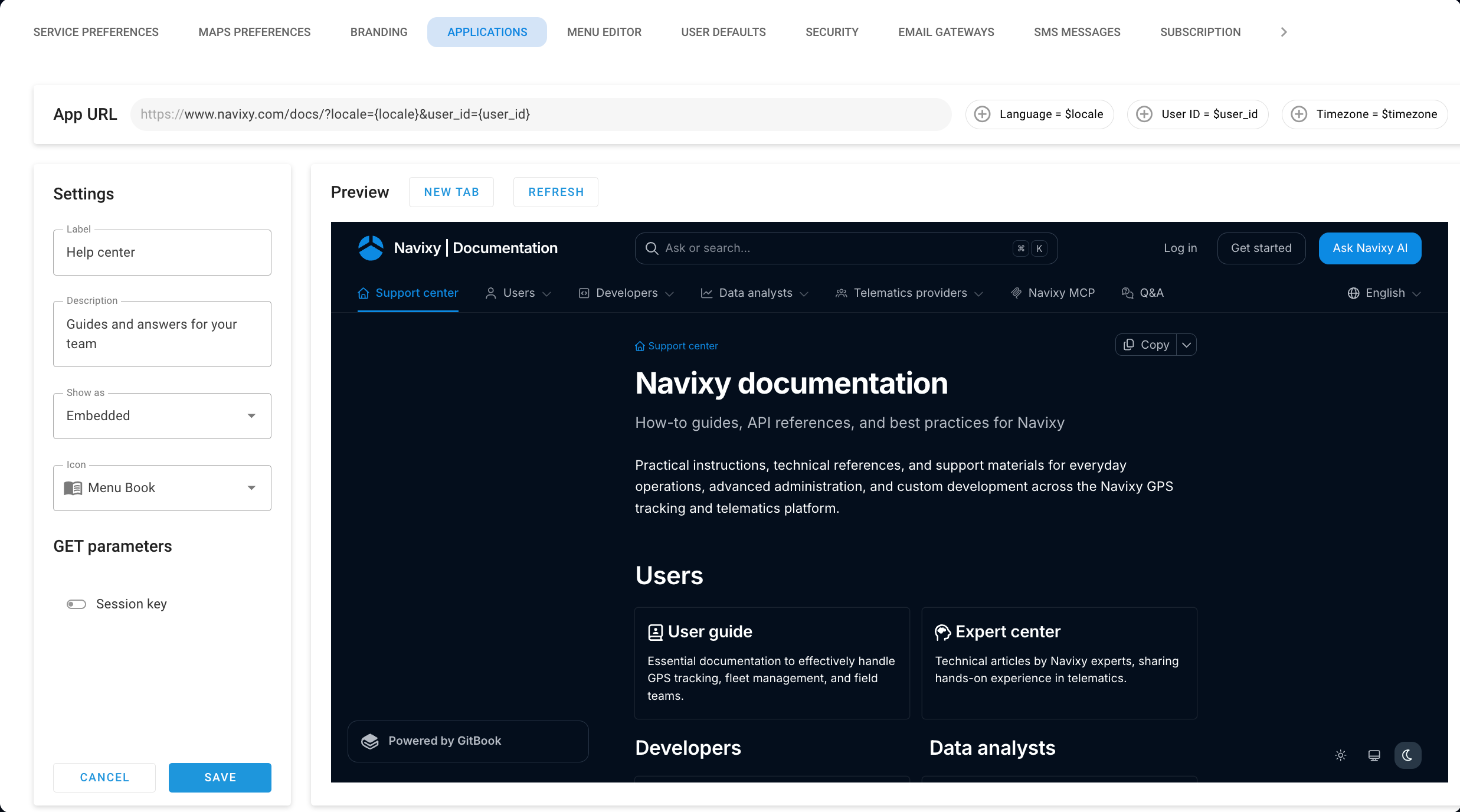 SERVICE PREFERENCES MAPS PREFERENCES BRANDING APPLICATIONS MENU EDITOR USER DEFAULTS SECURITY EMAIL GATEWAYS SMS MESSAGES SUBSCRIPTION
App URL https://www.navixy.com/docs/?locale={locale}&user_id={user_id} Language = $locale User ID = $user_id Timezone = $timezone
Settings
Label
Help center
Description
Guides and answers for your
team
Show as
Embedded
Icon
Menu Book
GET parameters
Session key
CANCEL SAVE
Preview NEW TAB REFRESH
Navixy | Documentation Ask or search... ⌘ K Log in Get started Ask Navixy AI
Support center Users Developers Data analysts Telematics providers Navixy MCP Q&A English
Support center Copy
Navixy documentation
How-to guides, API references, and best practices for Navixy
Practical instructions, technical references, and support materials for everyday
operations, advanced administration, and custom development across the Navixy GPS
tracking and telematics platform.
Users
User guide
Essential documentation to effectively handle
GPS tracking, fleet management, and field
teams.
Expert center
Technical articles by Navixy experts, sharing
hands-on experience in telematics.
Powered by GitBook
Developers Data analysts